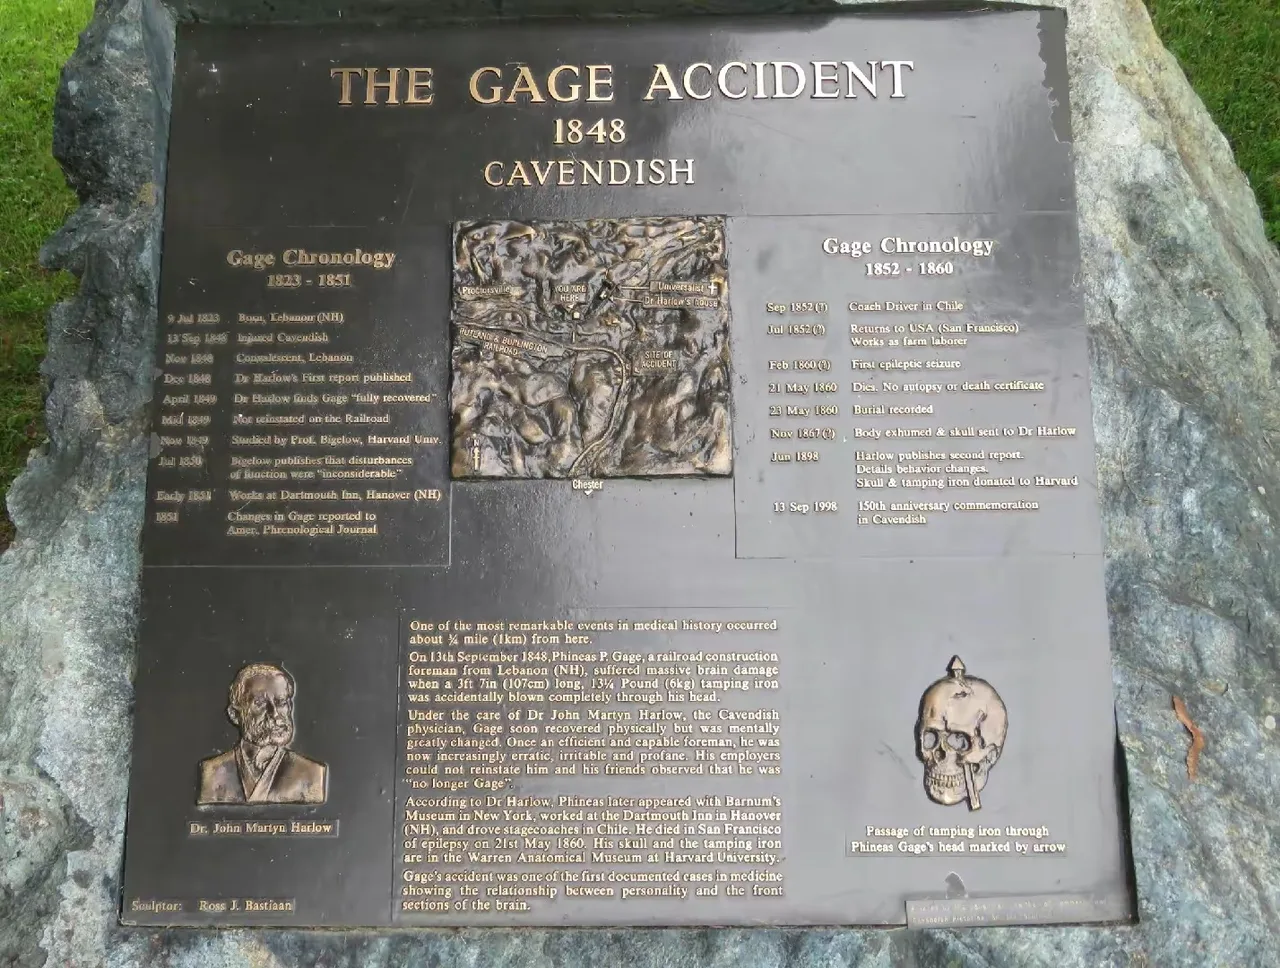 THE GAGE ACCIDENT
1848
CAVENDISH
Gage Chronology
1823 - 1851
9 Jul 1823 Born, Lebanon (NH)
13 Sep 1848 Injured Cavendish
Nov 1848 Convalescent, Lebanon
Dec 1848 Dr Harlow's First report published
April 1849 Dr Harlow finds Gage "fully recovered"
Mid 1849 Not reinstated on the Railroad
Nov 1849 Studied by Prof. Bigelow, Harvard Univ.
Jul 1850 Bigelow publishes that disturbances
of function were "inconsiderable"
Early 1851 Works at Dartmouth Inn, Hanover (NH)
1851 Changes in Gage reported to
Amer. Phrenological Journal
Proctorsville
YOU ARE
HERE
Universalist
Dr Harlow's house
RUTLAND & BURLINGTON
RAILROAD
SITE OF
ACCIDENT
N
Chester
Gage Chronology
1852 - 1860
Sep 1852(?) Coach Driver in Chile
Jul 1852(?) Returns to USA (San Francisco)
Works as farm laborer
Feb 1860(?) First epileptic seizure
21 May 1860 Dies. No autopsy or death certificate
23 May 1860 Burial recorded
Nov 1867(?) Body exhumed & skull sent to Dr Harlow
Jun 1898 Harlow publishes second report.
Details behavior changes.
Skull & tamping iron donated to Harvard
13 Sep 1998 150th anniversary commemoration
in Cavendish
One of the most remarkable events in medical history occurred
about ¾ mile (1km) from here.
On 13th September 1848, Phineas P. Gage, a railroad construction
foreman from Lebanon (NH), suffered massive brain damage
when a 3ft 7in (107cm) long, 13¼ Pound (6kg) tamping iron
was accidentally blown completely through his head.
Under the care of Dr John Martyn Harlow, the Cavendish
physician, Gage soon recovered physically but was mentally
greatly changed. Once an efficient and capable foreman, he was
now increasingly erratic, irritable and profane. His employers
could not reinstate him and his friends observed that he was
"no longer Gage".
According to Dr Harlow, Phineas later appeared with Barnum's
Museum in New York, worked at the Dartmouth Inn in Hanover
(NH), and drove stagecoaches in Chile. He died in San Francisco
of epilepsy on 21st May 1860. His skull and the tamping iron
are in the Warren Anatomical Museum at Harvard University.
Gage's accident was one of the first documented cases in medicine
showing the relationship between personality and the front
sections of the brain.
Dr. John Martyn Harlow
Sculptor: Ross J. Bastiaan
Passage of tamping iron through
Phineas Gage's head marked by arrow